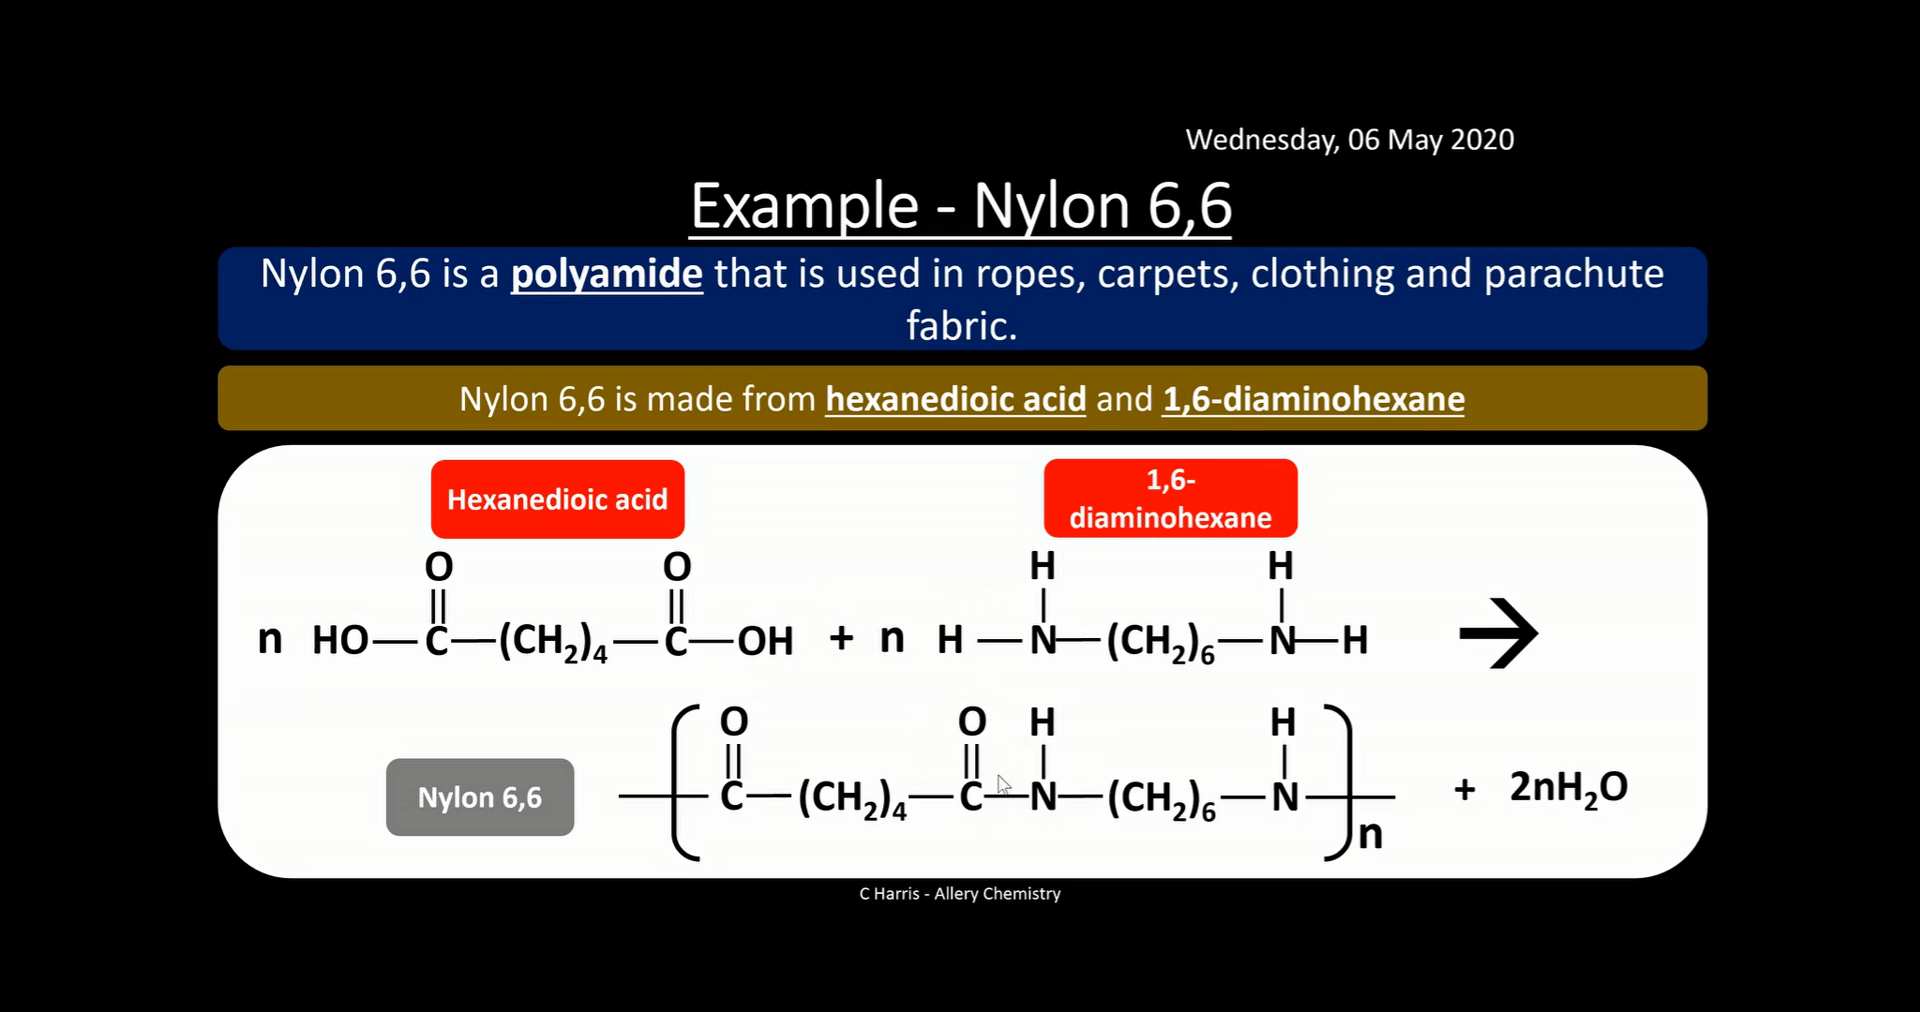 Wednesday, 06 May 2020
Example - Nylon 6,6
Nylon 6,6 is a polyamide that is used in ropes, carpets, clothing and parachute
fabric.
Nylon 6,6 is made from hexanedioic acid and 1,6-diaminohexane
Hexanedioic acid
1,6-
diaminohexane
O O H H
n HO—C—(CH₂)₄—C—OH + n H—N—(CH₂)₆—N—H →
O O H H
Nylon 6,6
C—(CH₂)₄—C—N—(CH₂)₆—N + 2nH₂O
n
C Harris - Allery Chemistry